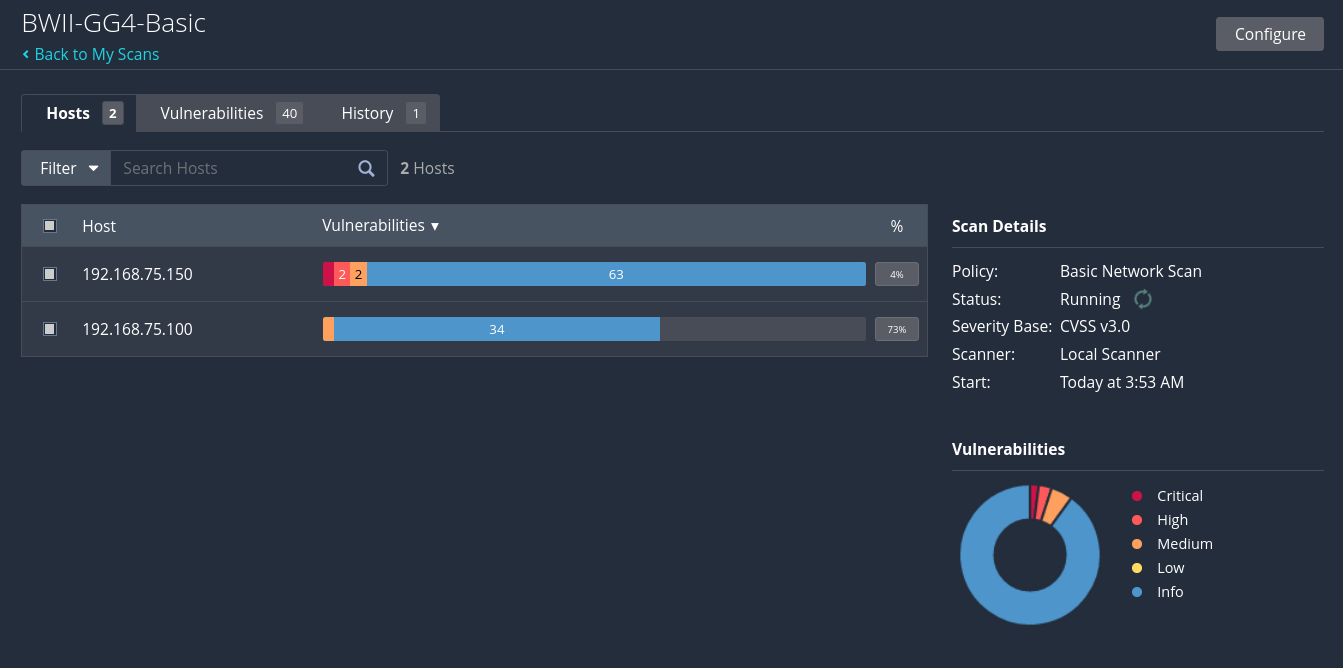 BWII-GG4-Basic
Back to My Scans
Configure
Hosts 2 Vulnerabilities 40 History 1
Filter Search Hosts 2 Hosts
Host Vulnerabilities %
192.168.75.150 2 2 63 4%
192.168.75.100 34 73%
Scan Details
Policy: Basic Network Scan
Status: Running
Severity Base: CVSS v3.0
Scanner: Local Scanner
Start: Today at 3:53 AM
Vulnerabilities
Critical
High
Medium
Low
Info